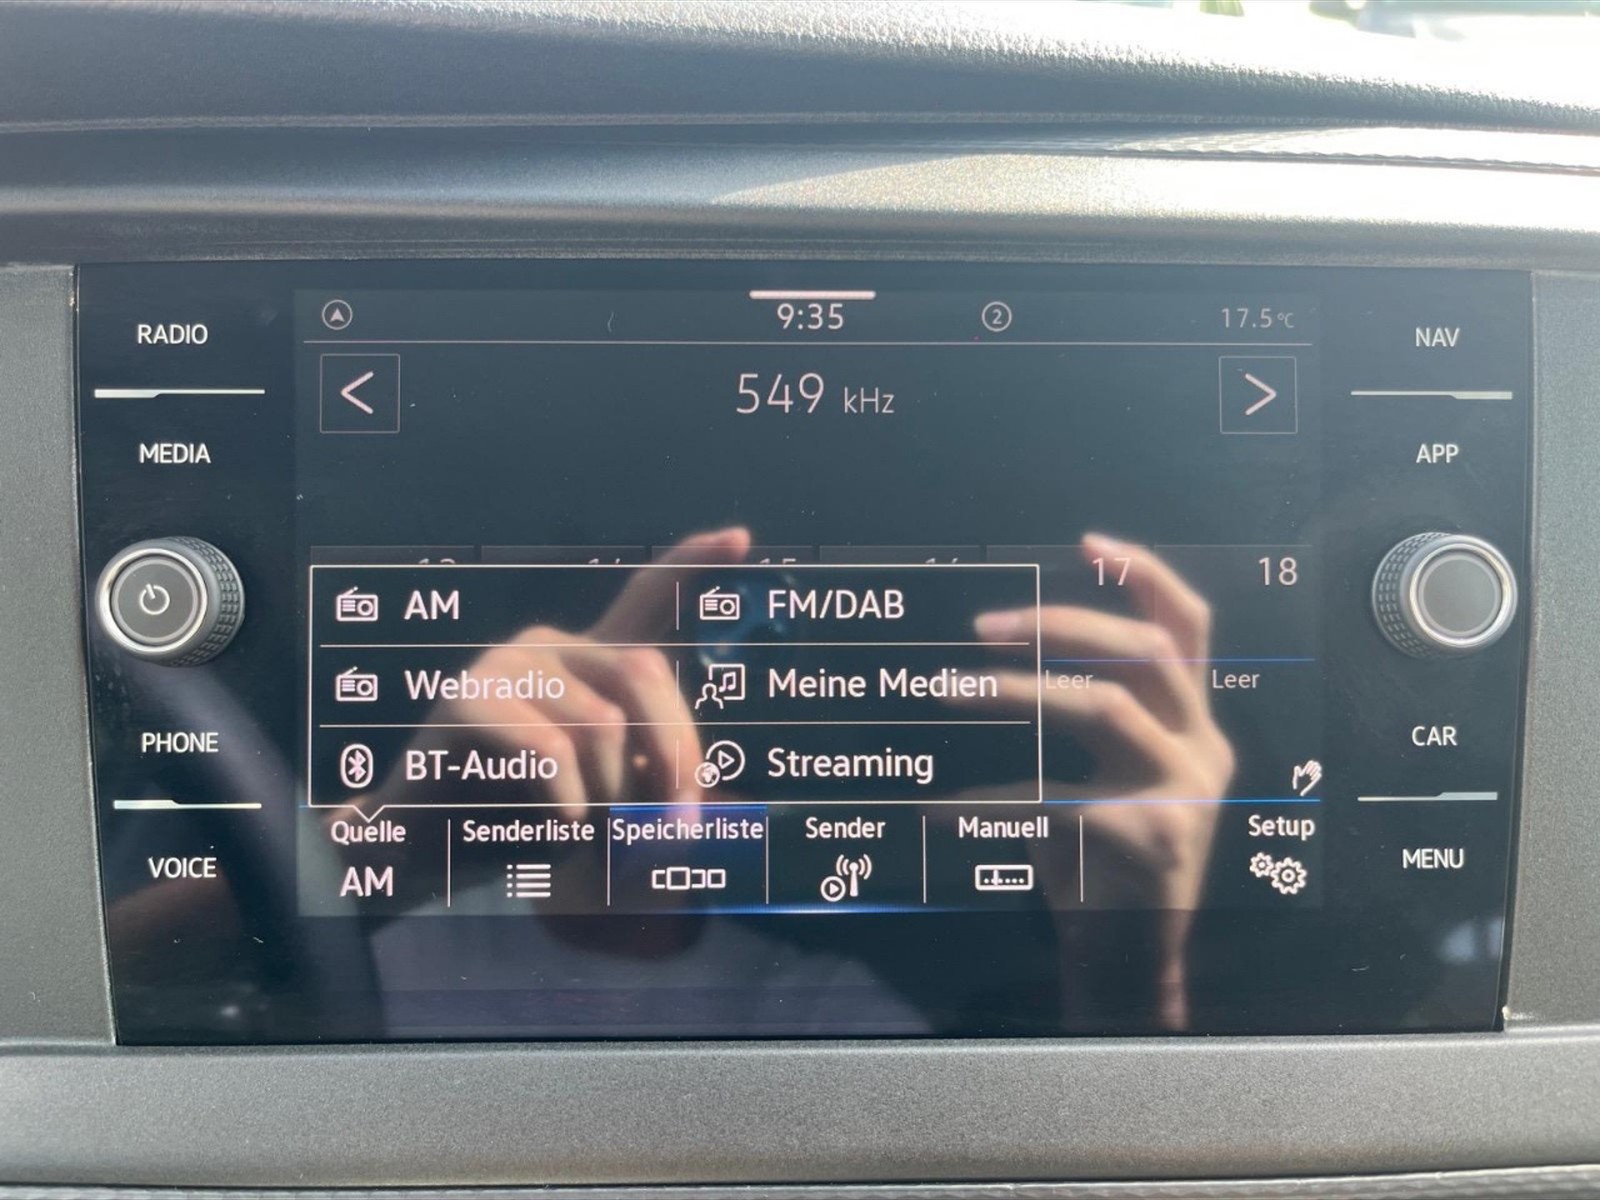 RADIO
MEDIA
PHONE
VOICE
9:35
2
17.5°C
549 kHz
17
18
AM
FM/DAB
Webradio
Meine Medien
BT-Audio
Streaming
Leer
Leer
Quelle
AM
Senderliste
Speicherliste
Sender
Manuell
Setup
NAV
APP
CAR
MENU